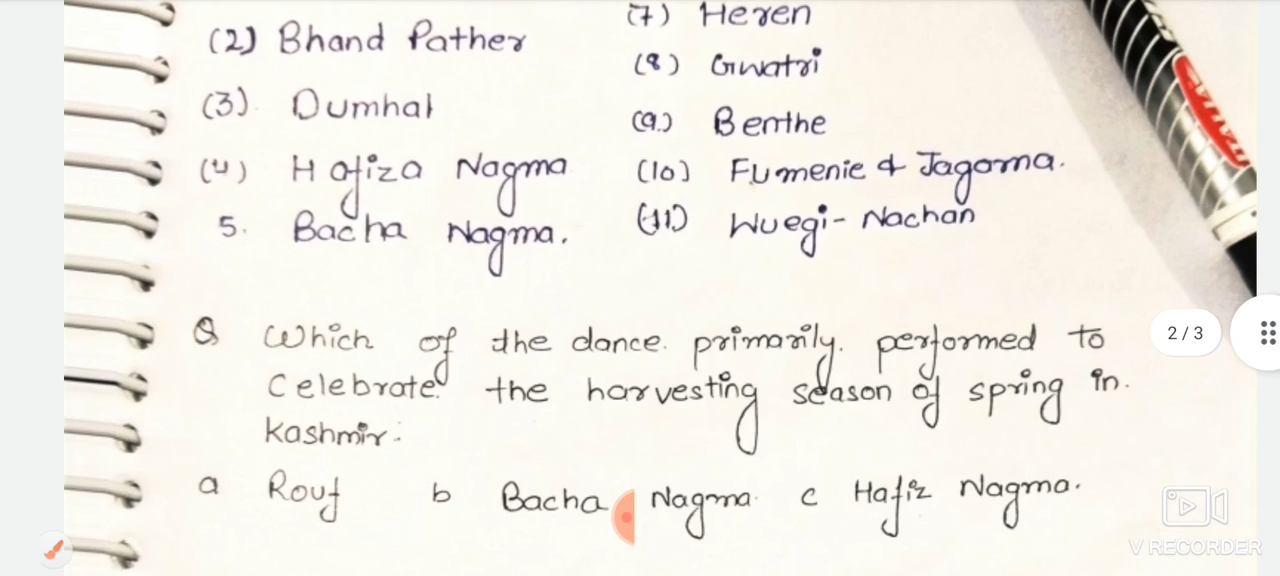 (2) Bhand Pather
(3). Dumhal
(4) Hafiza Nagma
5. Bacha Nagma.
(7) Heren
(8) Gwatri
(9.) Benthe
(10) Fumenie & Jagarna.
(11) Wuegi-Nachan
Q Which of the dance. primarily. performed to
Celebrate. the harvesting season of spring in.
Kashmir.
a Rouf b Bacha Nagma. c Hafiz Nagma.
2 / 3
V RECORDER